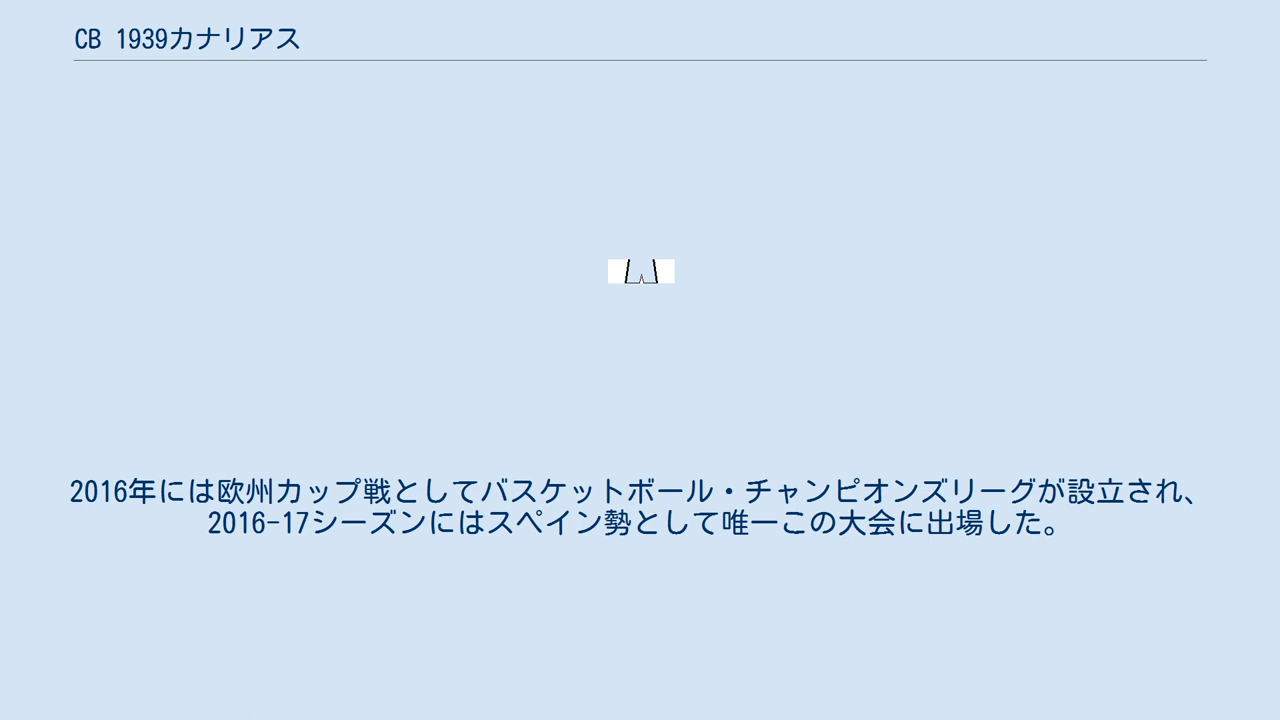 CB 1939カナリアス
2016年には欧州カップ戦としてバスケットボール・チャンピオンズリーグが設立され、
2016-17シーズンにはスペイン勢として唯一この大会に出場した。